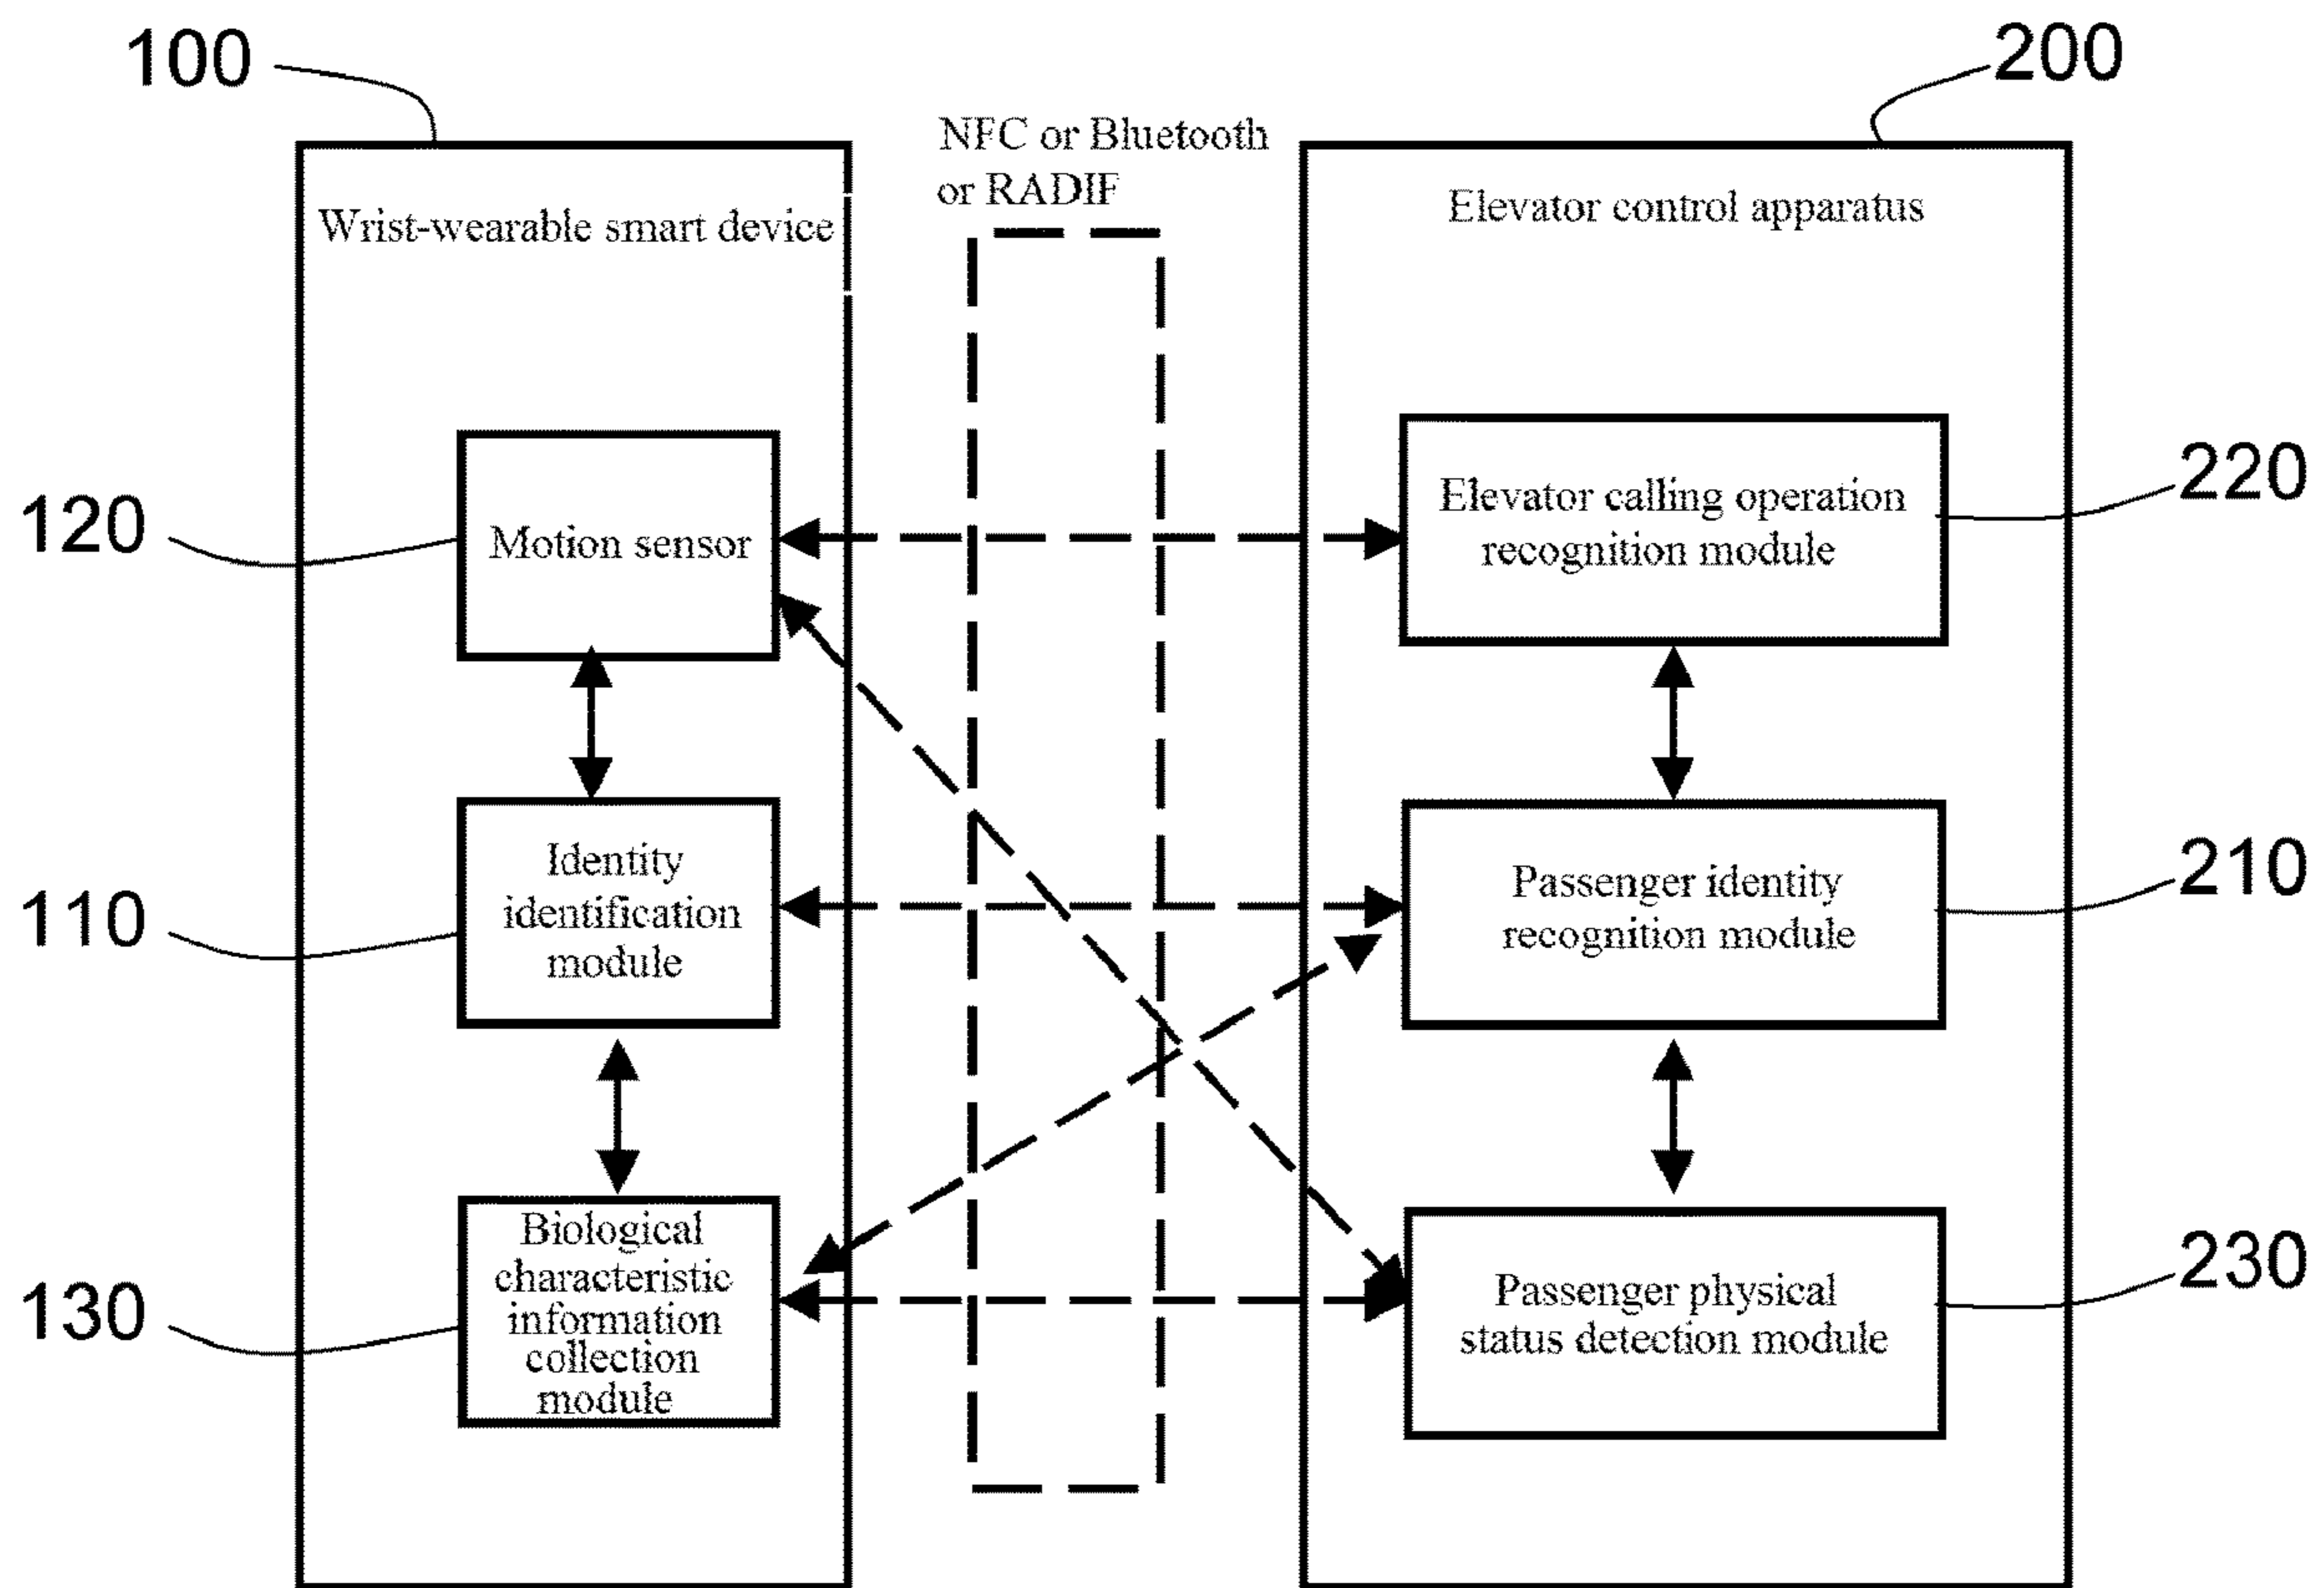 100
200
NFC or Bluetooth
or RADIF
Wrist-wearable smart device
Elevator control apparatus
120
Motion sensor
Elevator calling operation
recognition module
220
110
Identity
identification
module
Passenger identity
recognition module
210
130
Biological
characteristic
information
collection
module
Passenger physical
status detection module
230